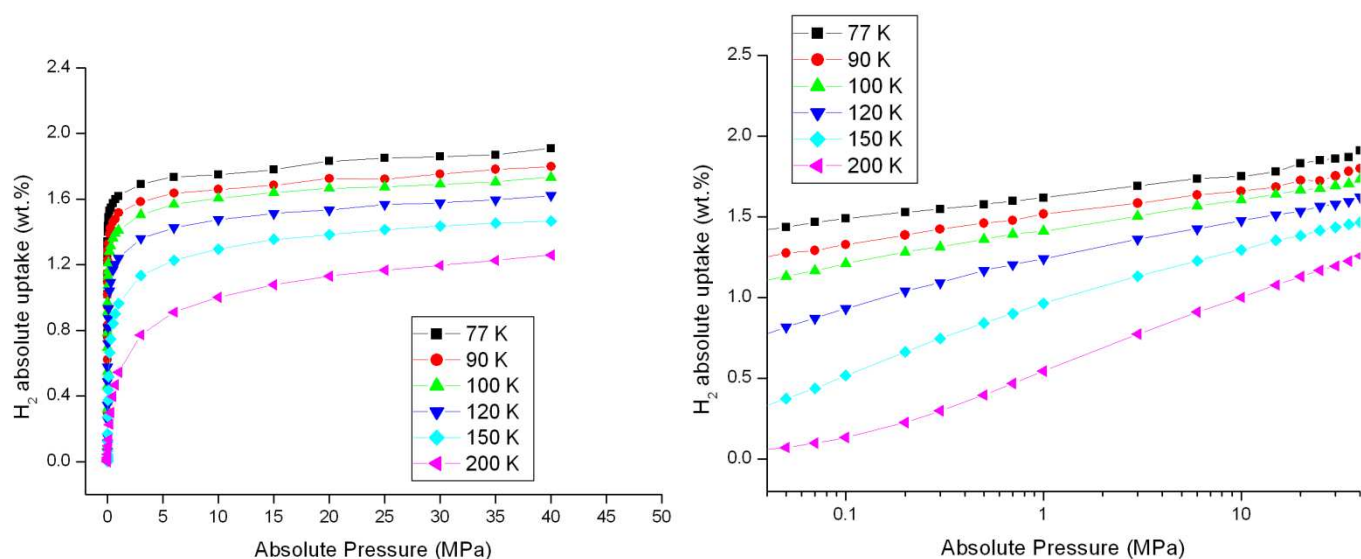 2.4
2.0
1.6
1.2
0.8
0.4
0.0
H2 absolute uptake (wt.%)
77 K
90 K
100 K
120 K
150 K
200 K
0 5 10 15 20 25 30 35 40 45 50
Absolute Pressure (MPa)
77 K
90 K
100 K
120 K
150 K
200 K
2.5
2.0
1.5
1.0
0.5
0.0
H2 absolute uptake (wt.%)
0.1 1 10
Absolute Pressure (MPa)